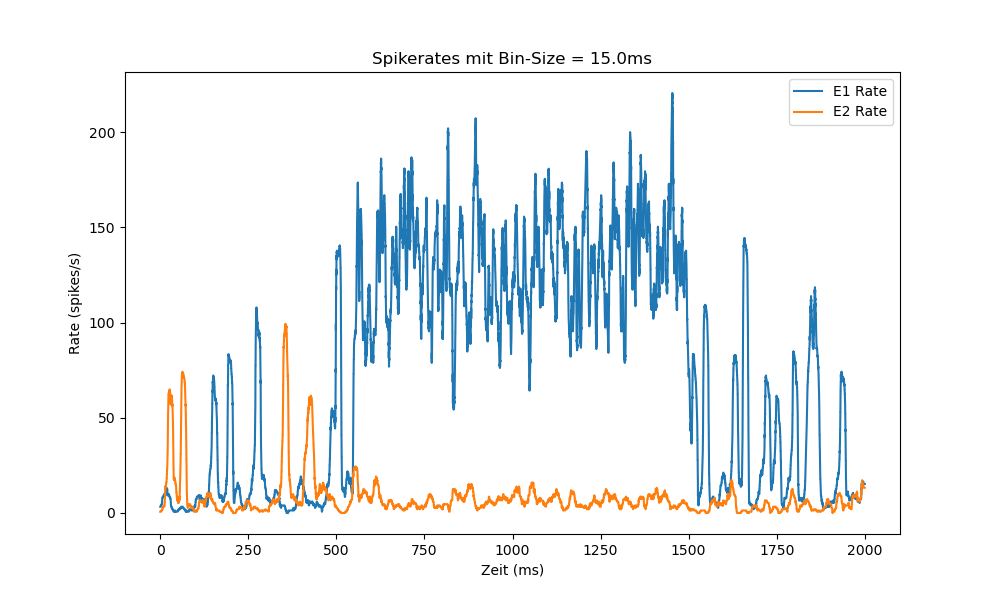 Spikerates mit Bin-Size = 15.0ms
E1 Rate
E2 Rate
Rate (spikes/s)
200
150
100
50
0
0 250 500 750 1000 1250 1500 1750 2000
Zeit (ms)